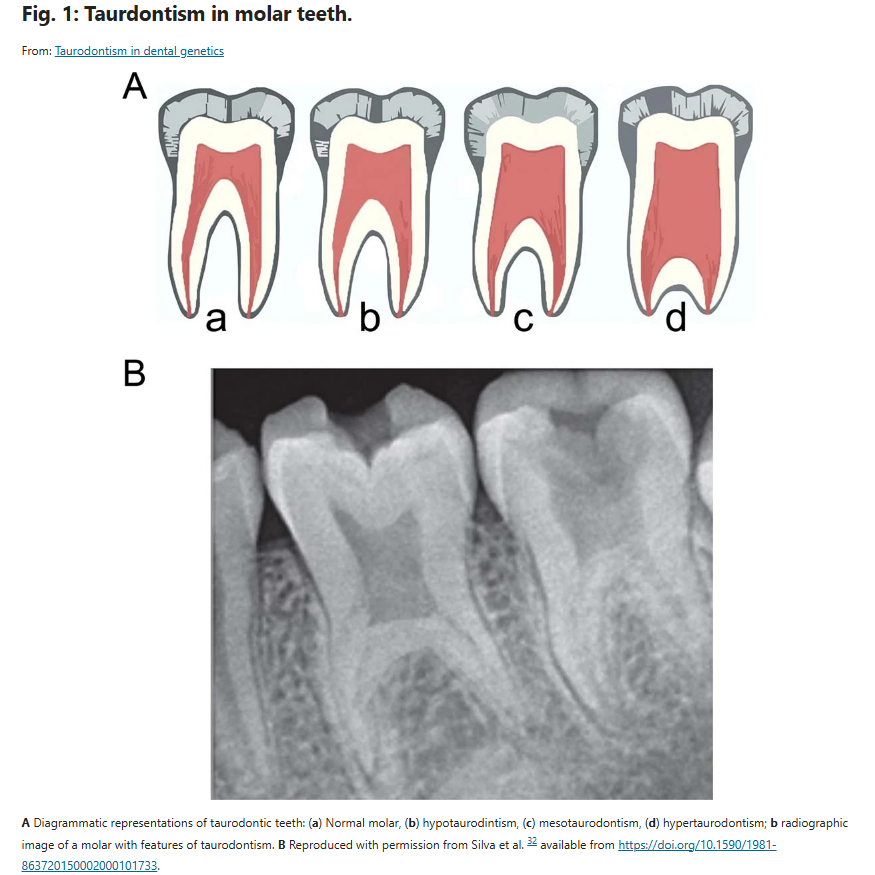 Fig. 1: Taurdontism in molar teeth.
From: Taurodontism in dental genetics
A
a b c d
B
A Diagrammatic representations of taurodontic teeth: (a) Normal molar, (b) hypotaurodintism, (c) mesotaurodontism, (d) hypertaurodontism; b radiographic
image of a molar with features of taurodontism. B Reproduced with permission from Silva et al. 32 available from https://doi.org/10.1590/1981-
863720150002000101733.